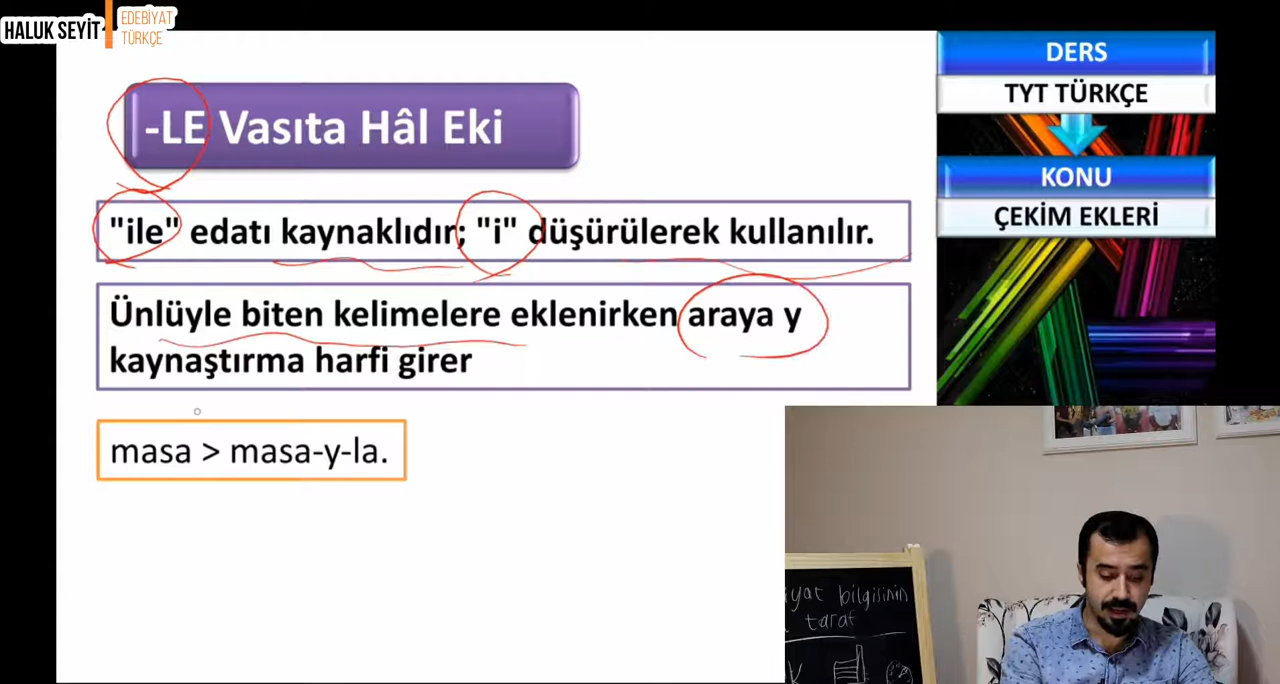 HALUK SEYİT
EDEBİYAT
TÜRKÇE
-LE Vasıta Hâl Eki
"ile" edatı kaynaklıdır; "i" düşürülerek kullanılır.
Ünlüyle biten kelimelere eklenirken araya y
kaynaştırma harfi girer
masa > masa-y-la.
DERS
TYT TÜRKÇE
KONU
ÇEKİM EKLERİ
bilgisinin
taraf